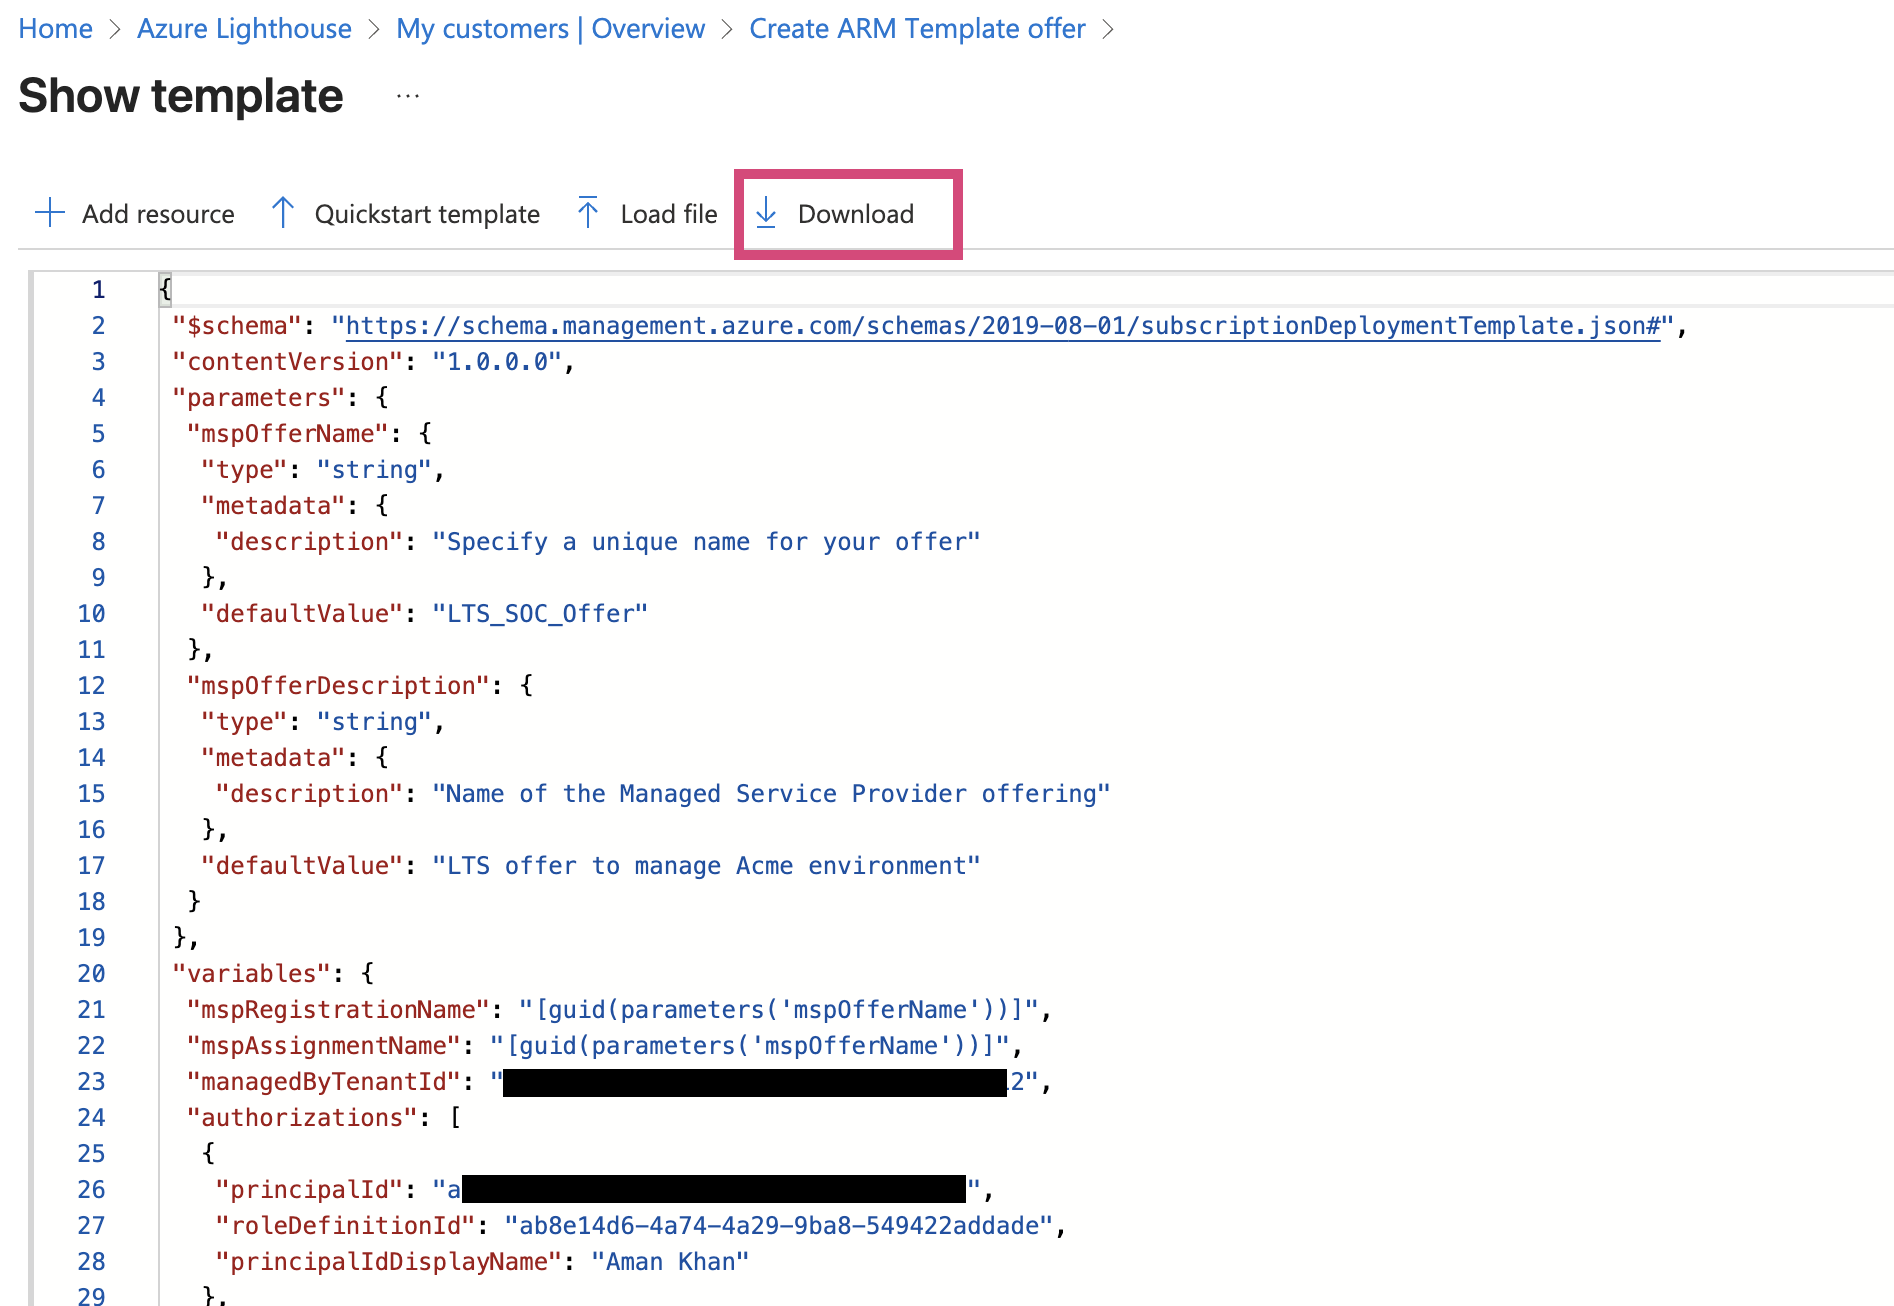 Home > Azure Lighthouse > My customers | Overview > Create ARM Template offer >
Show template ...
Add resource Quickstart template Load file Download
1 {
2 "$schema": "https://schema.management.azure.com/schemas/2019-08-01/subscriptionDeploymentTemplate.json#",
3 "contentVersion": "1.0.0.0",
4 "parameters": {
5 "mspOfferName": {
6 "type": "string",
7 "metadata": {
8 "description": "Specify a unique name for your offer"
9 },
10 "defaultValue": "LTS_SOC_Offer"
11 },
12 "mspOfferDescription": {
13 "type": "string",
14 "metadata": {
15 "description": "Name of the Managed Service Provider offering"
16 },
17 "defaultValue": "LTS offer to manage Acme environment"
18 }
19 },
20 "variables": {
21 "mspRegistrationName": "[guid(parameters('mspOfferName'))]",
22 "mspAssignmentName": "[guid(parameters('mspOfferName'))]",
23 "managedByTenantId": "2",
24 "authorizations": [
25 {
26 "principalId": "a",
27 "roleDefinitionId": "ab8e14d6-4a74-4a29-9ba8-549422addade",
28 "principalIdDisplayName": "Aman Khan"
29 },